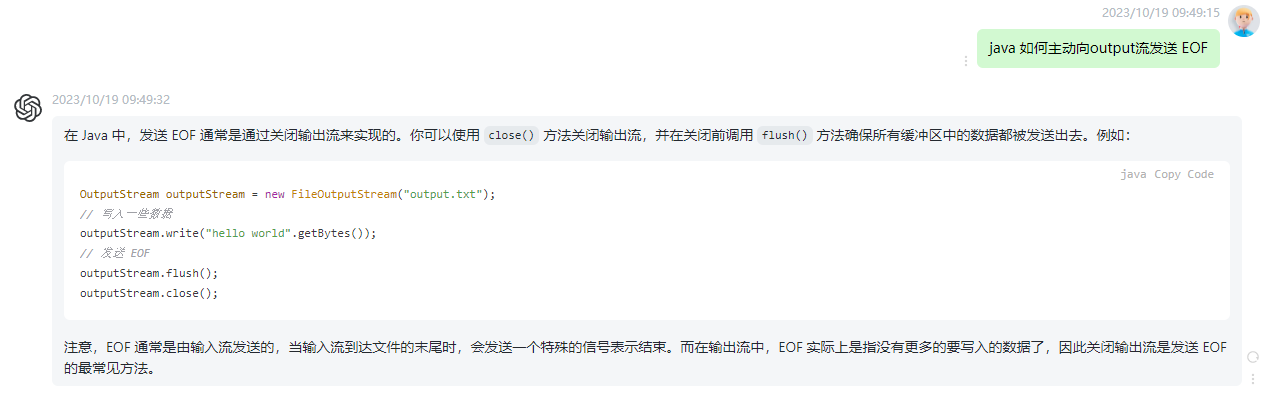 2023/10/19 09:49:15
java 如何主动向output流发送 EOF
2023/10/19 09:49:32
在 Java 中，发送 EOF 通常是通过关闭输出流来实现的。你可以使用 close() 方法关闭输出流，并在关闭前调用 flush() 方法确保所有缓冲区中的数据都被发送出去。例如：
java Copy Code
OutputStream outputStream = new FileOutputStream("output.txt");
// 写入一些数据
outputStream.write("hello world".getBytes());
// 发送 EOF
outputStream.flush();
outputStream.close();
注意，EOF 通常是由输入流发送的，当输入流到达文件的末尾时，会发送一个特殊的信号表示结束。而在输出流中，EOF 实际上是指没有更多的要写入的数据了，因此关闭输出流是发送 EOF
的最常见方法。